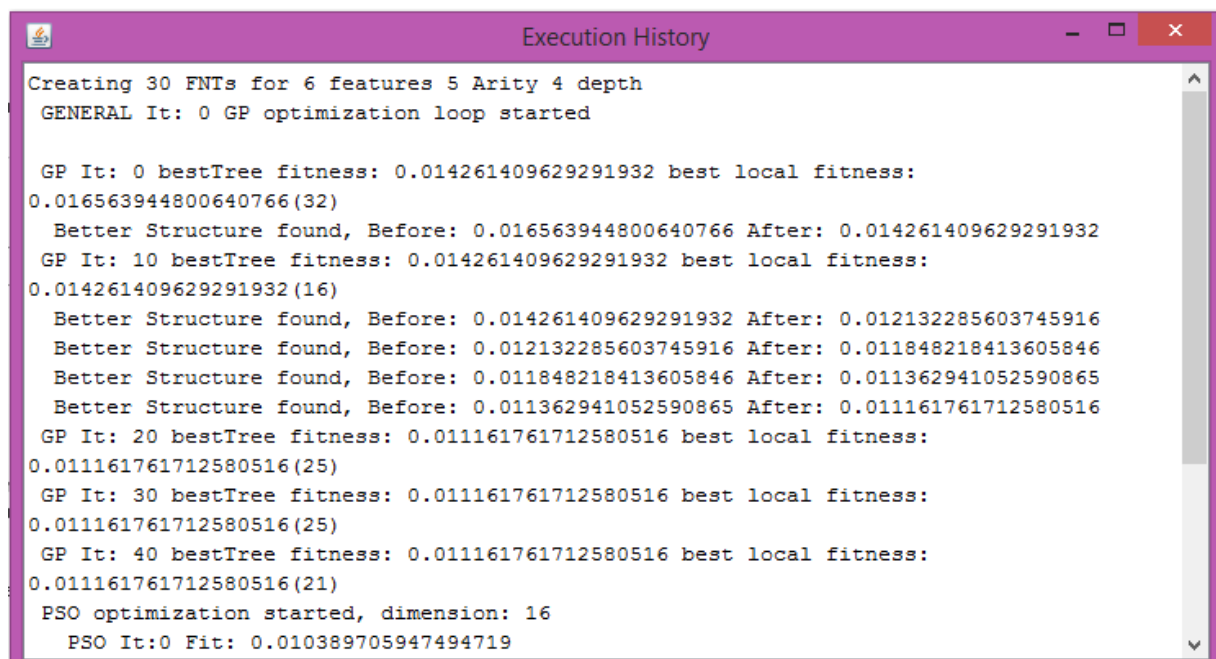 Execution History
Creating 30 FNTs for 6 features 5 Arity 4 depth
GENERAL It: 0 GP optimization loop started
GP It: 0 bestTree fitness: 0.014261409629291932 best local fitness:
0.016563944800640766(32)
Better Structure found, Before: 0.016563944800640766 After: 0.014261409629291932
GP It: 10 bestTree fitness: 0.014261409629291932 best local fitness:
0.014261409629291932(16)
Better Structure found, Before: 0.014261409629291932 After: 0.012132285603745916
Better Structure found, Before: 0.012132285603745916 After: 0.011848218413605846
Better Structure found, Before: 0.011848218413605846 After: 0.011362941052590865
Better Structure found, Before: 0.011362941052590865 After: 0.011161761712580516
GP It: 20 bestTree fitness: 0.011161761712580516 best local fitness:
0.011161761712580516(25)
GP It: 30 bestTree fitness: 0.011161761712580516 best local fitness:
0.011161761712580516(25)
GP It: 40 bestTree fitness: 0.011161761712580516 best local fitness:
0.011161761712580516(21)
PSO optimization started, dimension: 16
PSO It:0 Fit: 0.010389705947494719